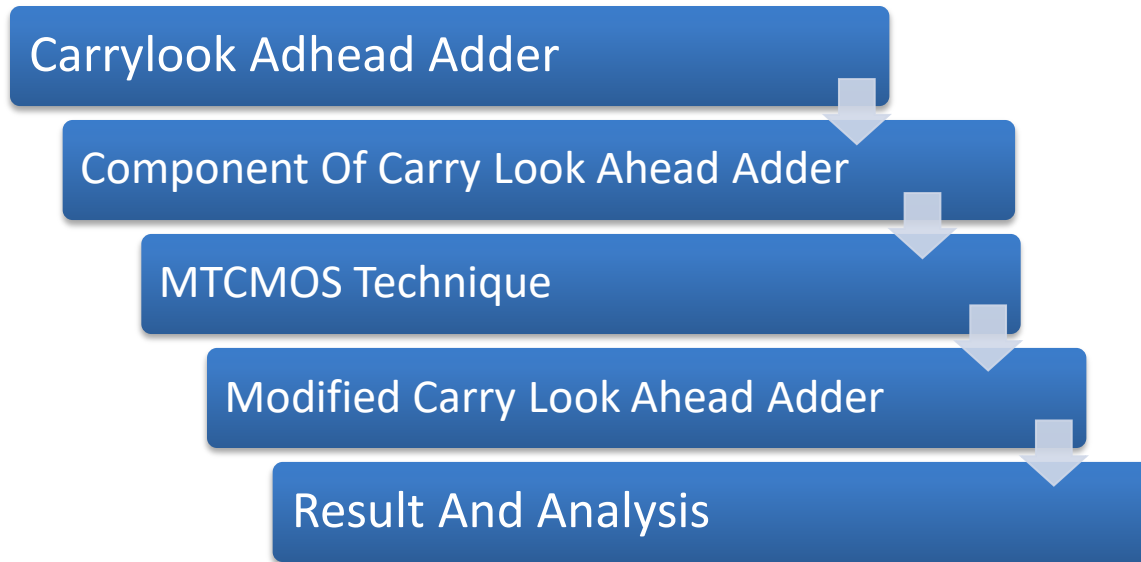 Carrylook Adhead Adder
Component Of Carry Look Ahead Adder
MTCMOS Technique
Modified Carry Look Ahead Adder
Result And Analysis